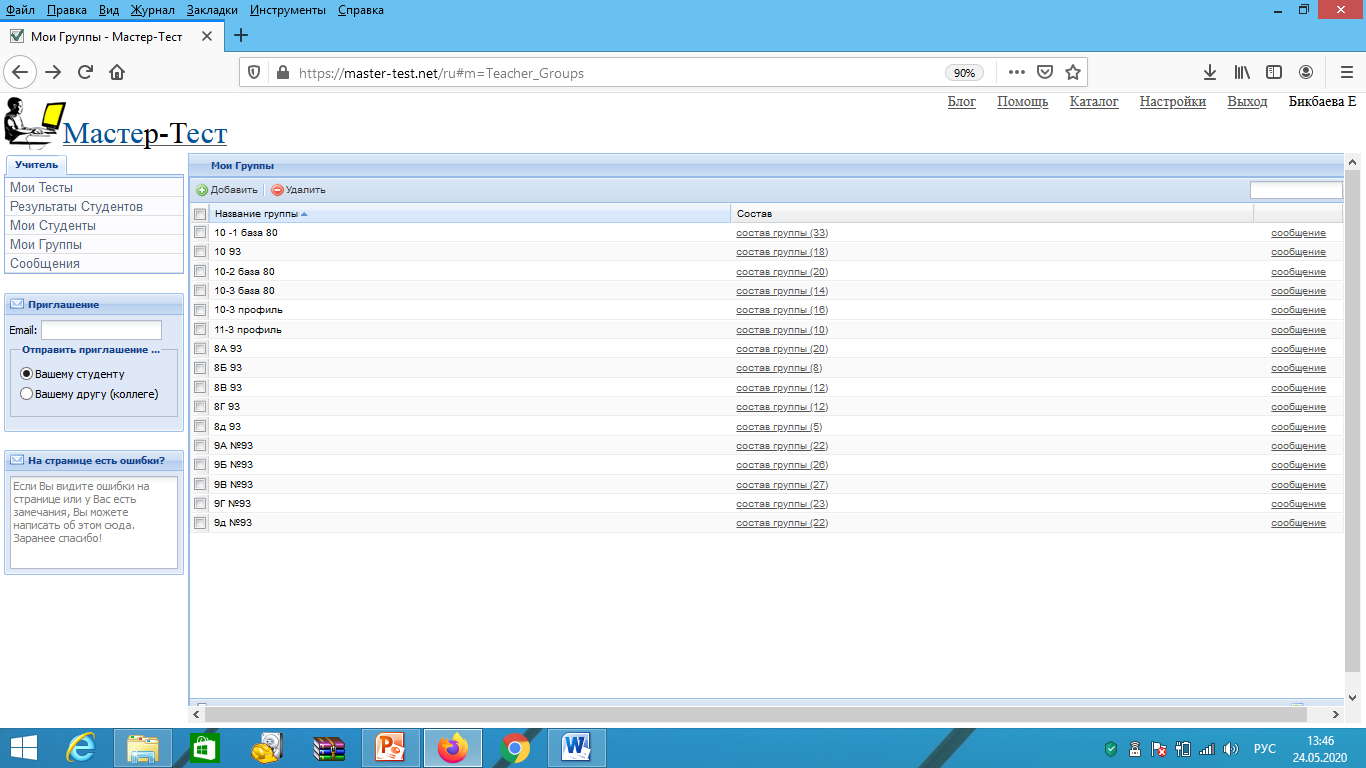 Файл Правка Вид Журнал Закладки Инструменты Справка
Мои Группы - Мастер-Тест
https://master-test.net/ru#m=Teacher_Groups
90%
Блог Помощь Каталог Настройки Выход Бикбаева Е
Мастер-Тест
Учитель
Мои Тесты
Результаты Студентов
Мои Студенты
Мои Группы
Сообщения
Приглашение
Email:
Отправить приглашение ...
Вашему студенту
Вашему другу (коллеге)
На странице есть ошибки?
Если Вы видите ошибки на
странице или у Вас есть
замечания, Вы можете
написать об этом сюда.
Заранее спасибо!
Мои Группы
Добавить Удалить
Название группы Состав
10 -1 база 80 состав группы (33) сообщение
10 93 состав группы (18) сообщение
10-2 база 80 состав группы (20) сообщение
10-3 база 80 состав группы (14) сообщение
10-3 профиль состав группы (16) сообщение
11-3 профиль состав группы (10) сообщение
8А 93 состав группы (20) сообщение
8Б 93 состав группы (8) сообщение
8В 93 состав группы (12) сообщение
8Г 93 состав группы (12) сообщение
8д 93 состав группы (5) сообщение
9А №93 состав группы (22) сообщение
9Б №93 состав группы (26) сообщение
9В №93 состав группы (27) сообщение
9Г №93 состав группы (23) сообщение
9д №93 состав группы (22) сообщение
РУС
13:46
24.05.2020